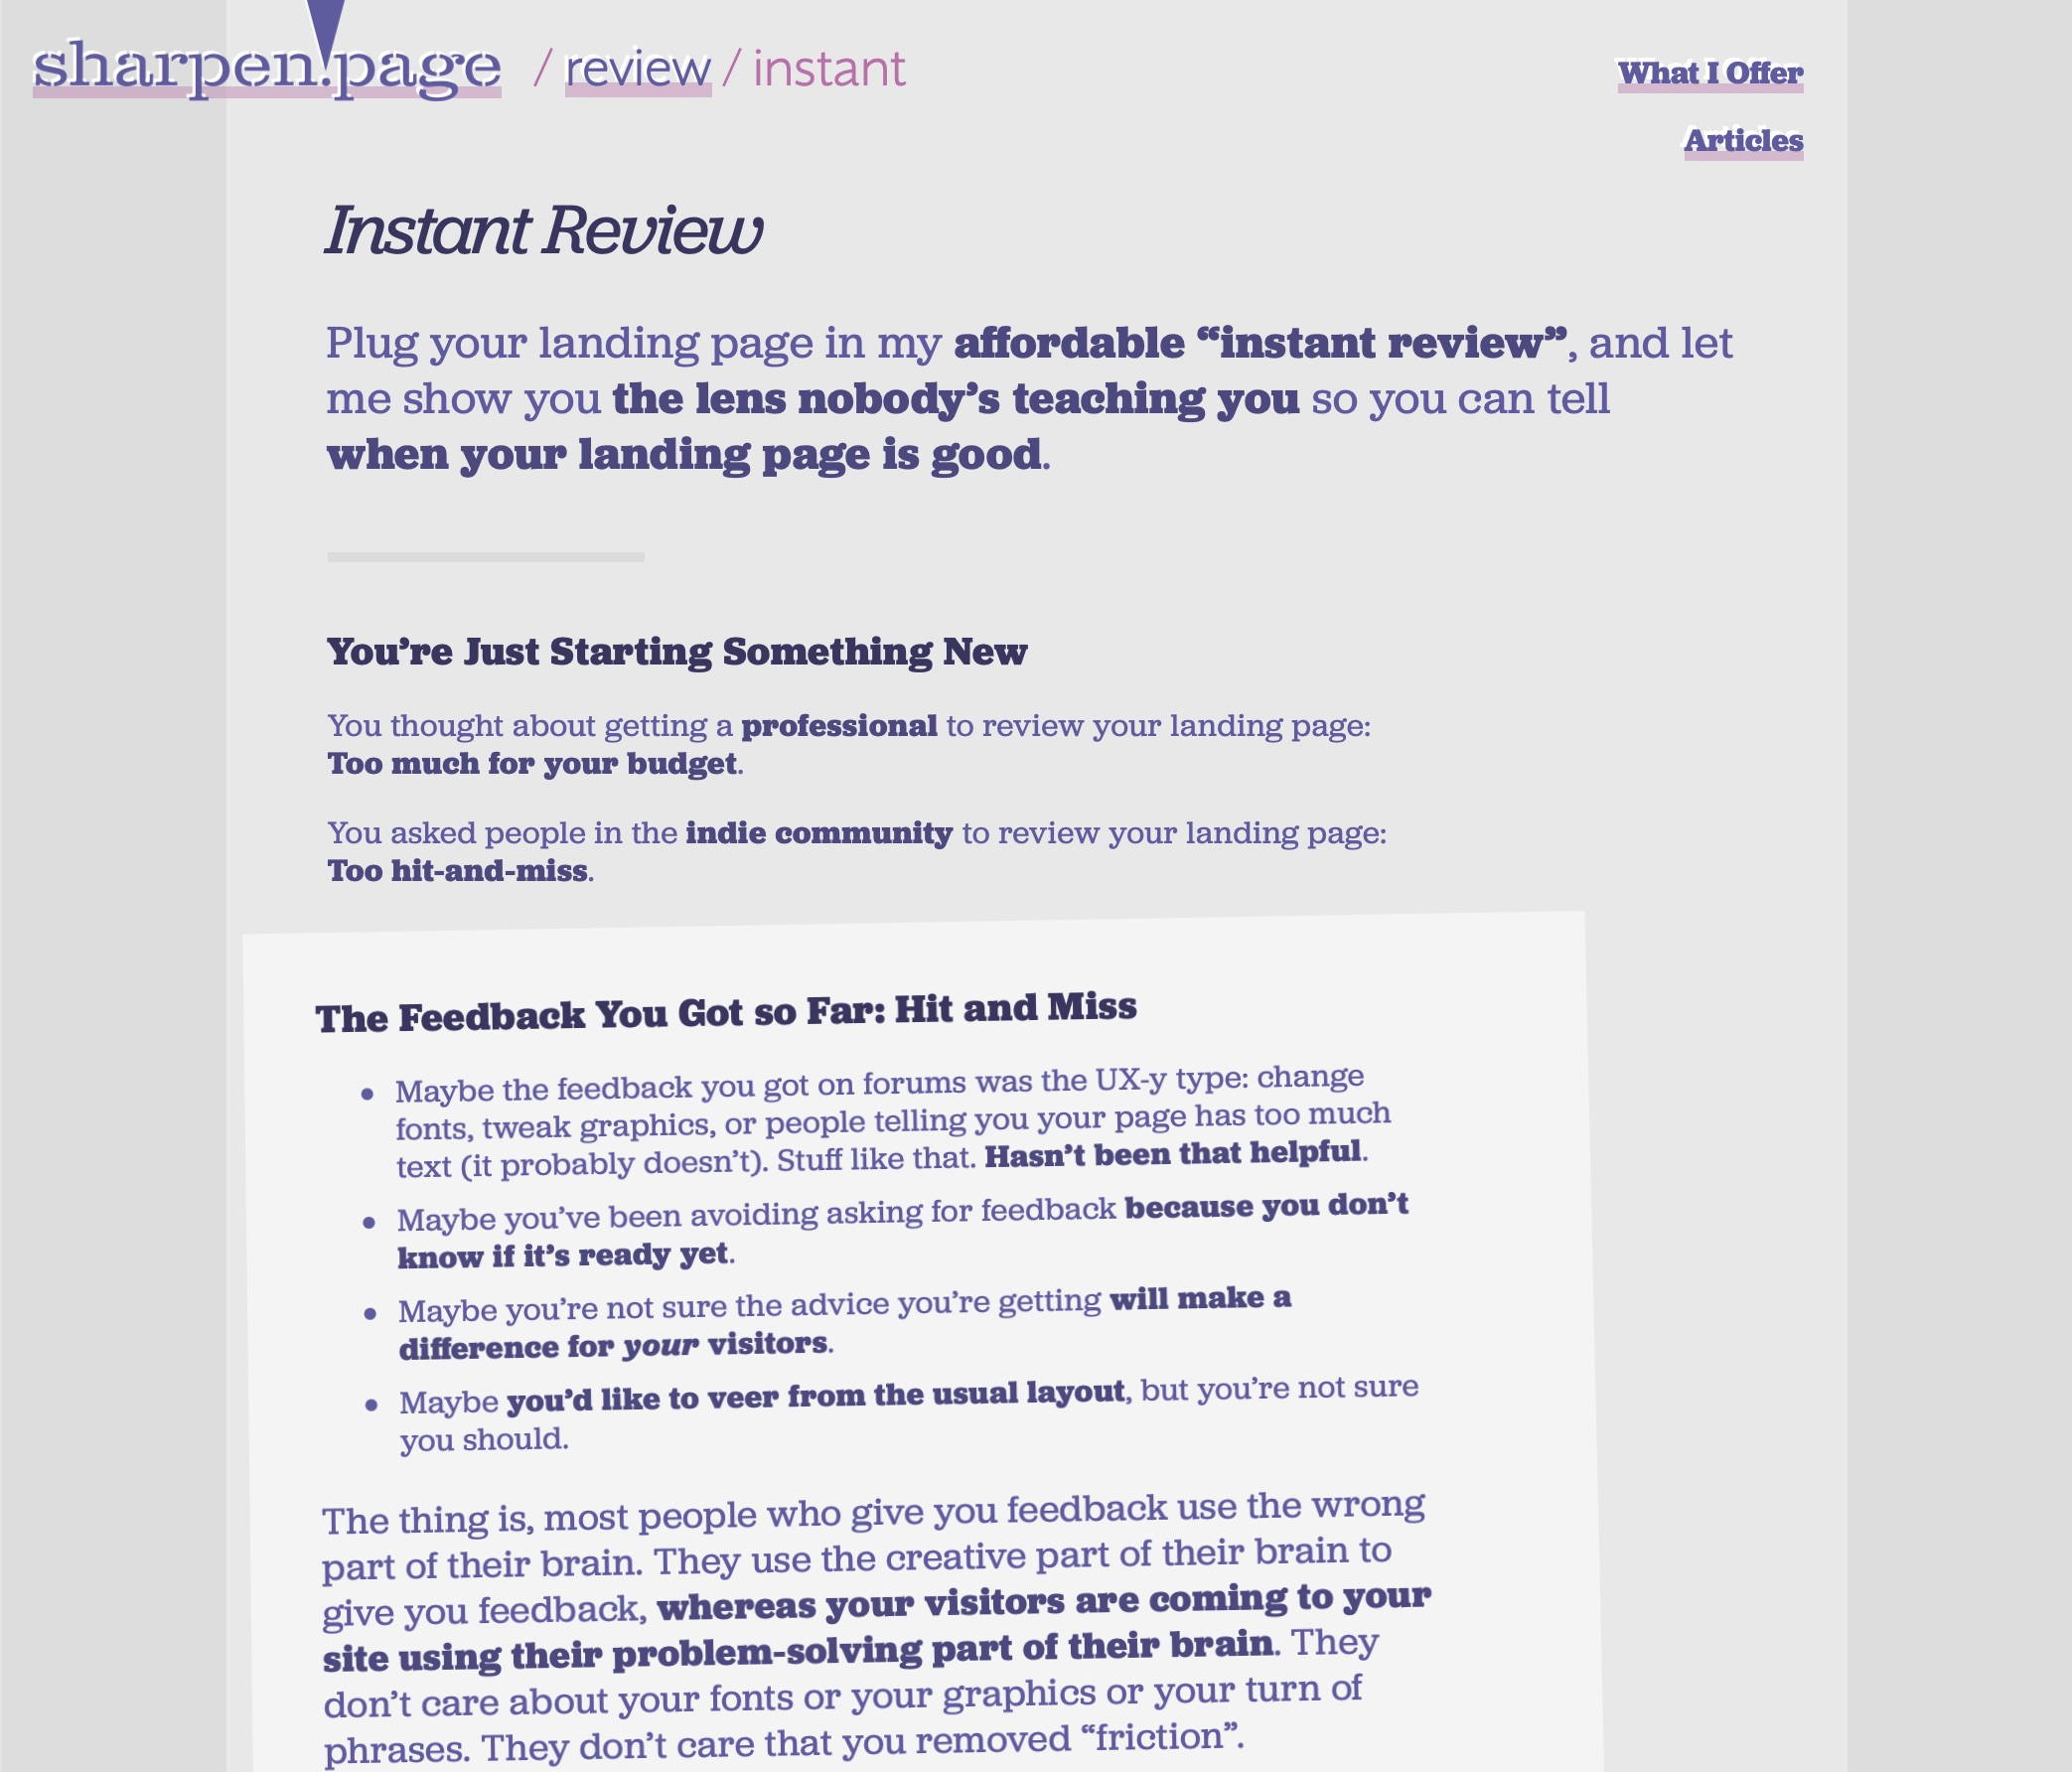 sharpen.page / review / instant
What I Offer
Articles
Instant Review
Plug your landing page in my affordable “instant review”, and let
me show you the lens nobody’s teaching you so you can tell
when your landing page is good.
You’re Just Starting Something New
You thought about getting a professional to review your landing page:
Too much for your budget.
You asked people in the indie community to review your landing page:
Too hit-and-miss.
The Feedback You Got so Far: Hit and Miss
• Maybe the feedback you got on forums was the UX-y type: change
fonts, tweak graphics, or people telling you your page has too much
text (it probably doesn’t). Stuff like that. Hasn’t been that helpful.
• Maybe you’ve been avoiding asking for feedback because you don’t
know if it’s ready yet.
• Maybe you’re not sure the advice you’re getting will make a
difference for your visitors.
• Maybe you’d like to veer from the usual layout, but you’re not sure
you should.
The thing is, most people who give you feedback use the wrong
part of their brain. They use the creative part of their brain to
give you feedback, whereas your visitors are coming to your
site using their problem-solving part of their brain. They
don’t care about your fonts or your graphics or your turn of
phrases. They don’t care that you removed “friction”.